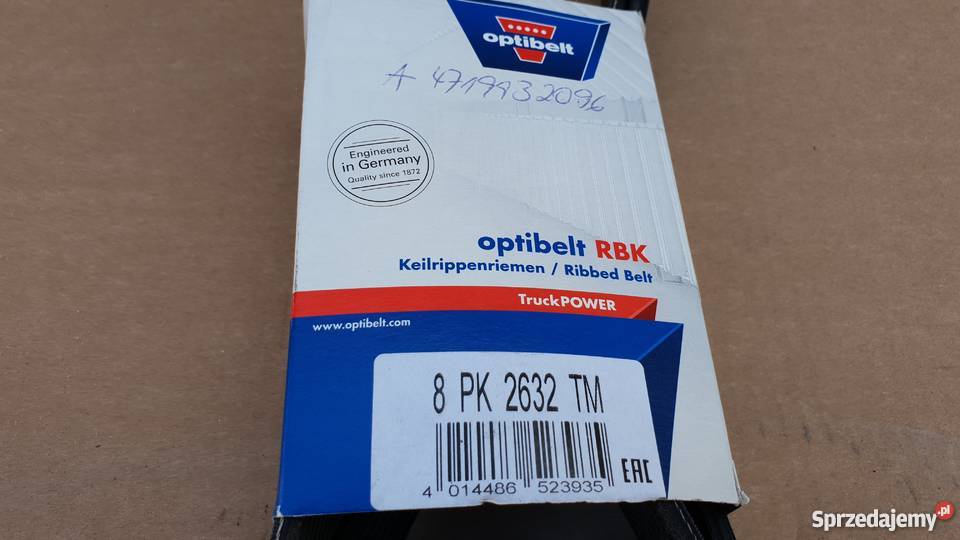 optibelt
A 4719932096
Engineered
in Germany
Quality since 1872
optibelt RBK
Keilrippenriemen / Ribbed Belt
TruckPOWER
www.optibelt.com
8 PK 2632 TM
4 014486 523935
EAC
Sprzedajemy.pl